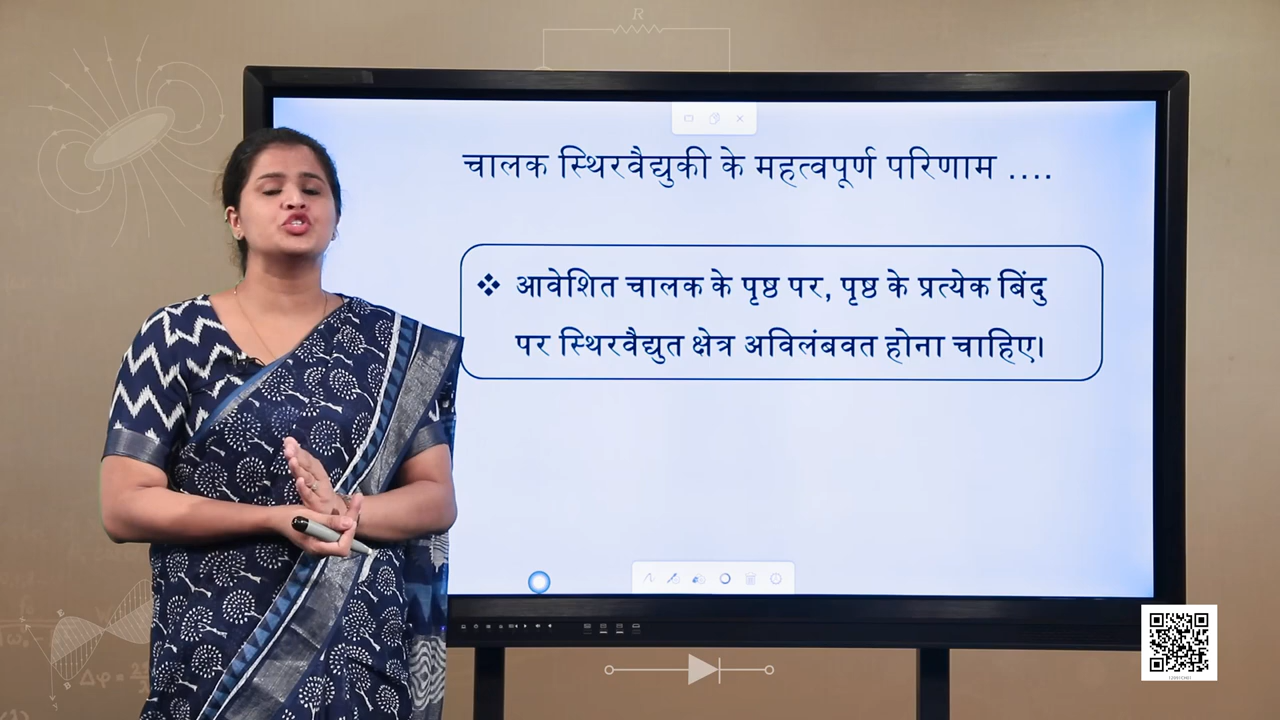 R
चालक स्थिरवैद्युकी के महत्वपूर्ण परिणाम ....
❖ आवेशित चालक के पृष्ठ पर, पृष्ठ के प्रत्येक बिंदु
पर स्थिरवैद्युत क्षेत्र अविलंबवत होना चाहिए।